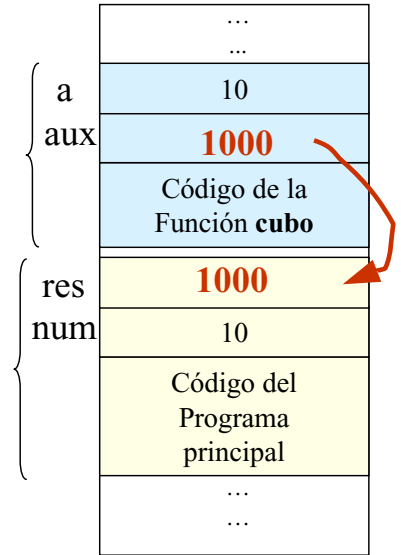 …
...
a
10
aux
1000
Código de la
Función cubo
res
1000
num
10
Código del
Programa
principal
…
…